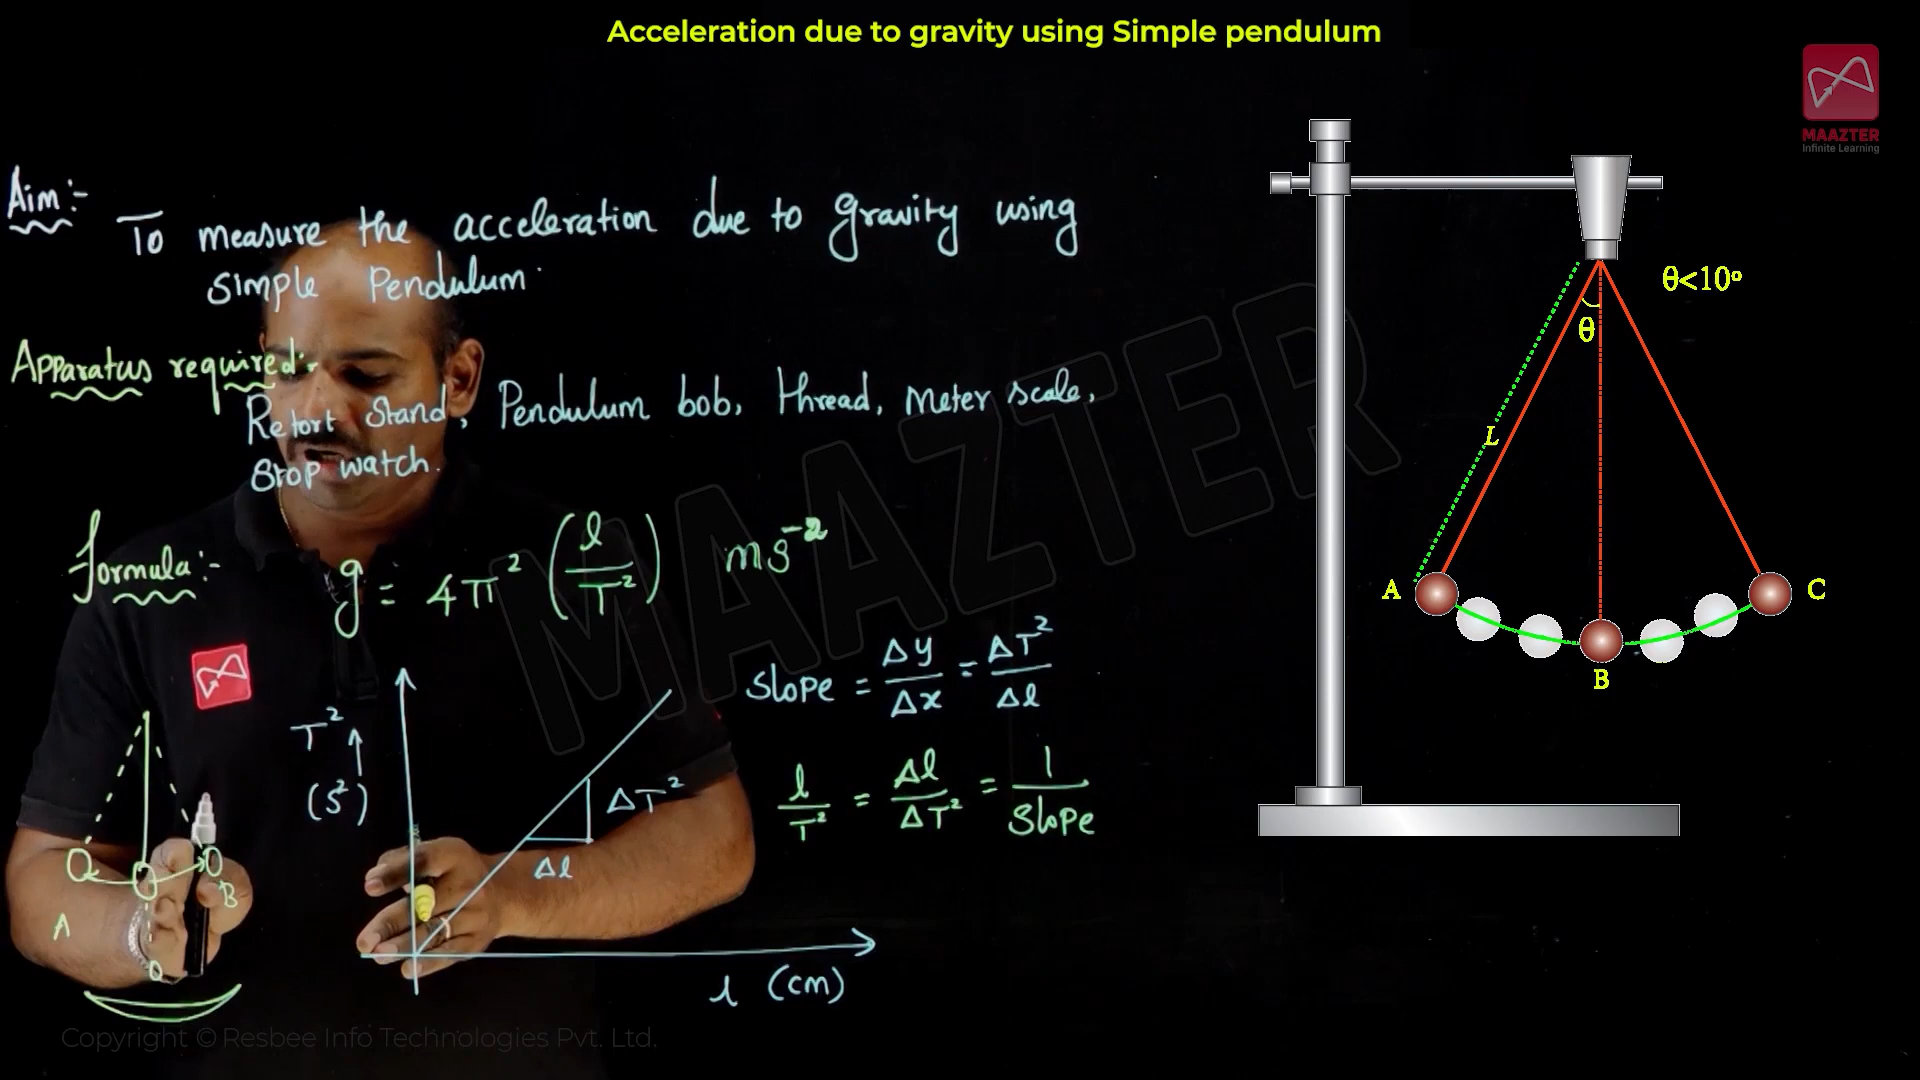 Acceleration due to gravity using Simple pendulum
MAAZTER
Infinite Learning
Aim:-
To measure the acceleration due to gravity using
Simple Pendulum.
Apparatus required:-
Retort Stand, Pendulum bob, thread, Meter scale,
Stop watch.
Formula:-
g = 4π² (l/T²) ms⁻²
Slope = Δy/Δx = ΔT²/Δl
l/T² = Δl/ΔT² = 1/Slope
T²
(s²)
ΔT²
Δl
l (cm)
A
B
θ<10°
θ
L
A
B
C
MAAZTER
Copyright © Resbee Info Technologies Pvt. Ltd.